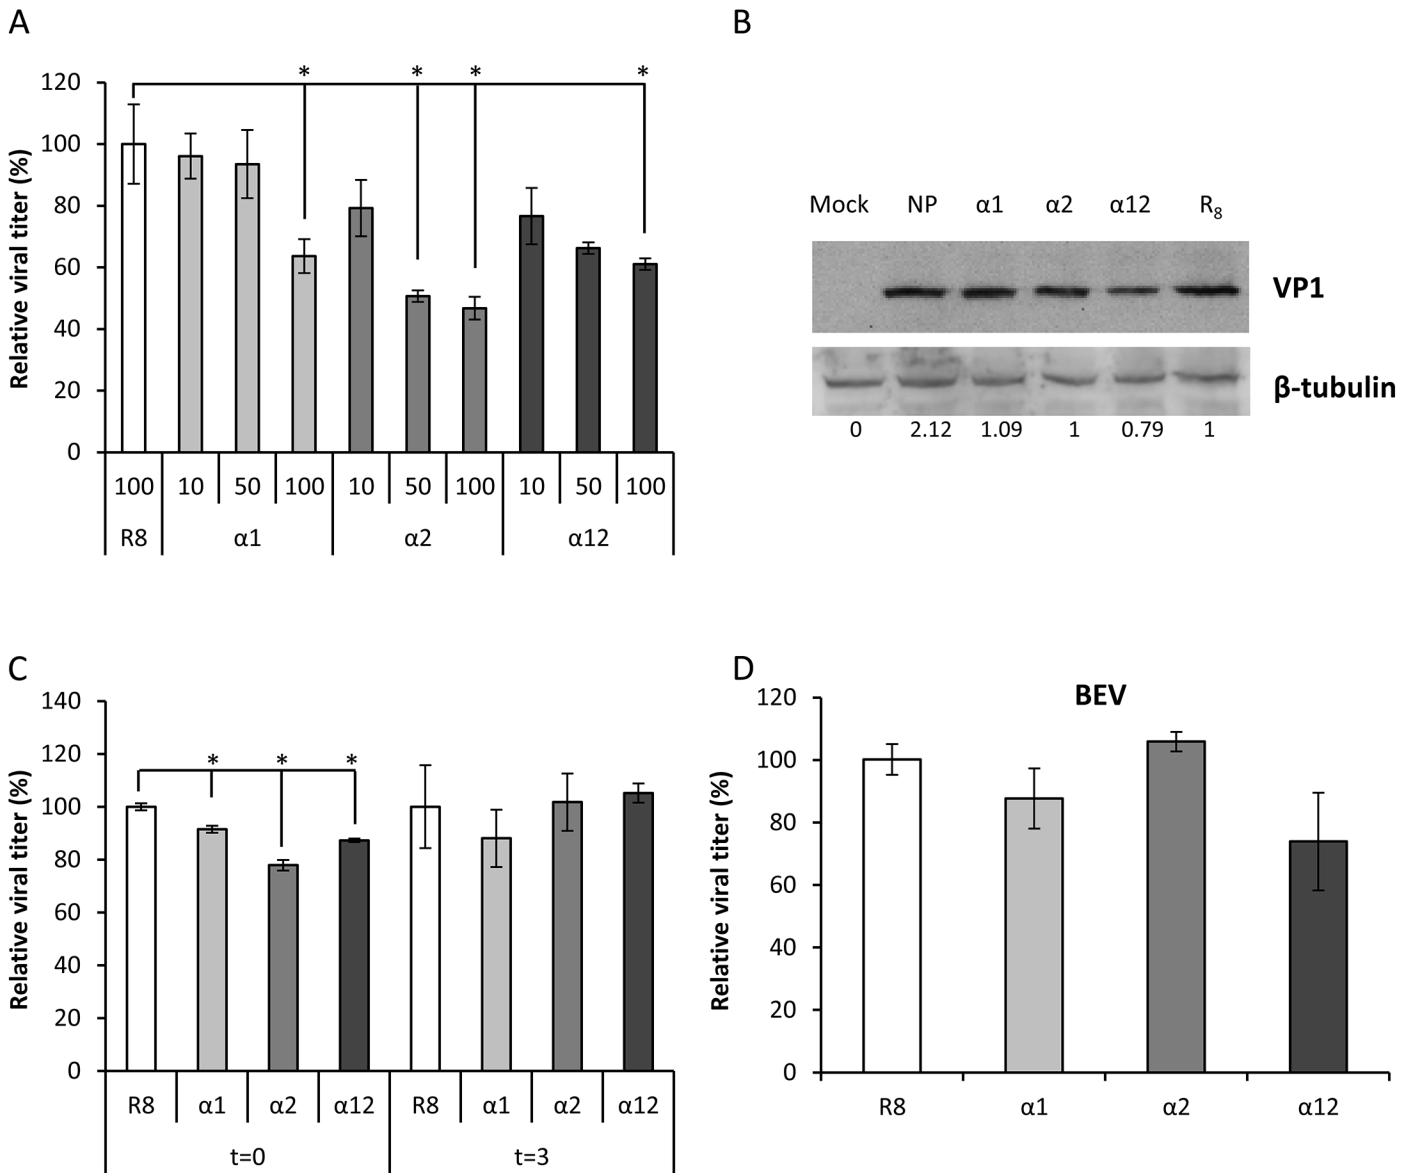 A
Relative viral titer (%)
120
100
80
60
40
20
0
* * * *
100 10 50 100 10 50 100 10 50 100
R8 α1 α2 α12
B
Mock NP α1 α2 α12 R8
VP1
β-tubulin
0 2.12 1.09 1 0.79 1
C
Relative viral titer (%)
140
120
100
80
60
40
20
0
* * *
R8 α1 α2 α12 R8 α1 α2 α12
t=0 t=3
D
BEV
Relative viral titer (%)
120
100
80
60
40
20
0
R8 α1 α2 α12